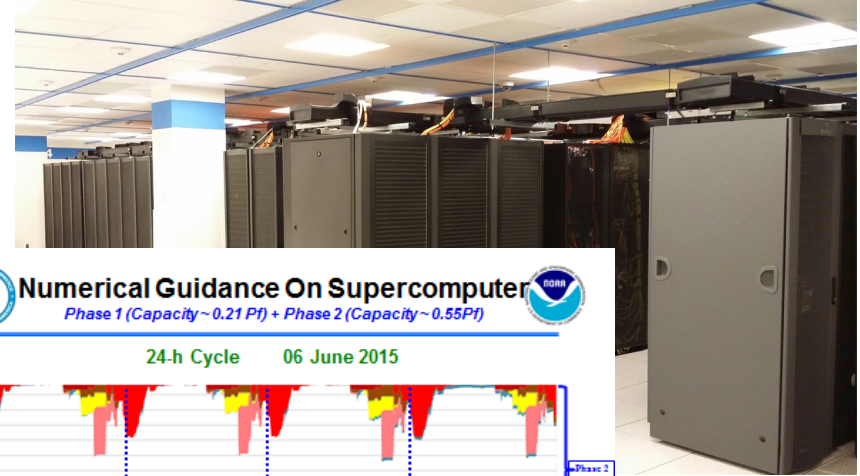 Numerical Guidance On Supercomputer
Phase 1 (Capacity ~ 0.21 Pf) + Phase 2 (Capacity ~ 0.55Pf)
NOAA
24-h Cycle 06 June 2015
Phase 2